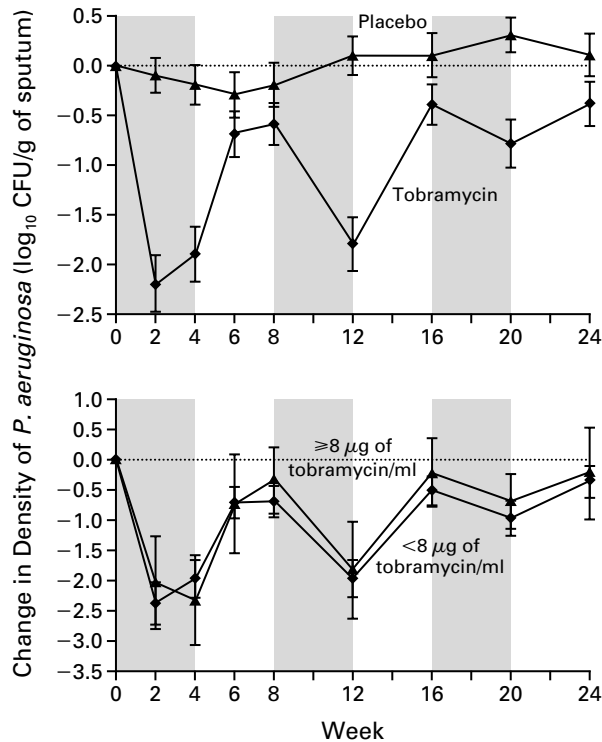 Change in Density of P. aeruginosa (log₁₀ CFU/g of sputum)
0.5
0.0
−0.5
−1.0
−1.5
−2.0
−2.5
Placebo
Tobramycin
0 2 4 6 8 12 16 20 24
1.0
0.5
0.0
−0.5
−1.0
−1.5
−2.0
−2.5
−3.0
−3.5
⩾8 μg of
tobramycin/ml
<8 μg of
tobramycin/ml
0 2 4 6 8 12 16 20 24
Week